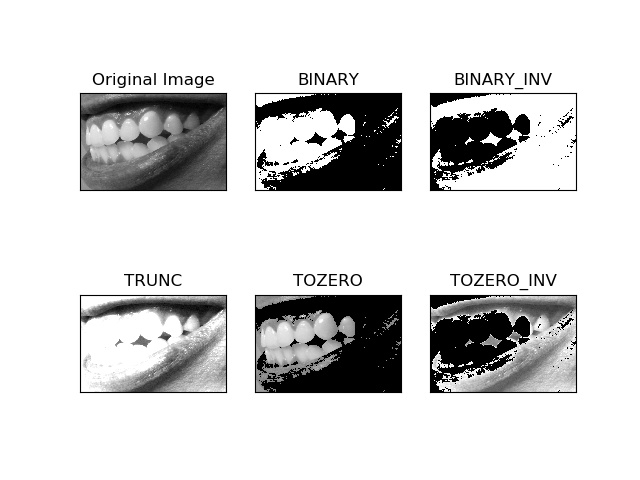 Original Image
BINARY
BINARY_INV
TRUNC
TOZERO
TOZERO_INV